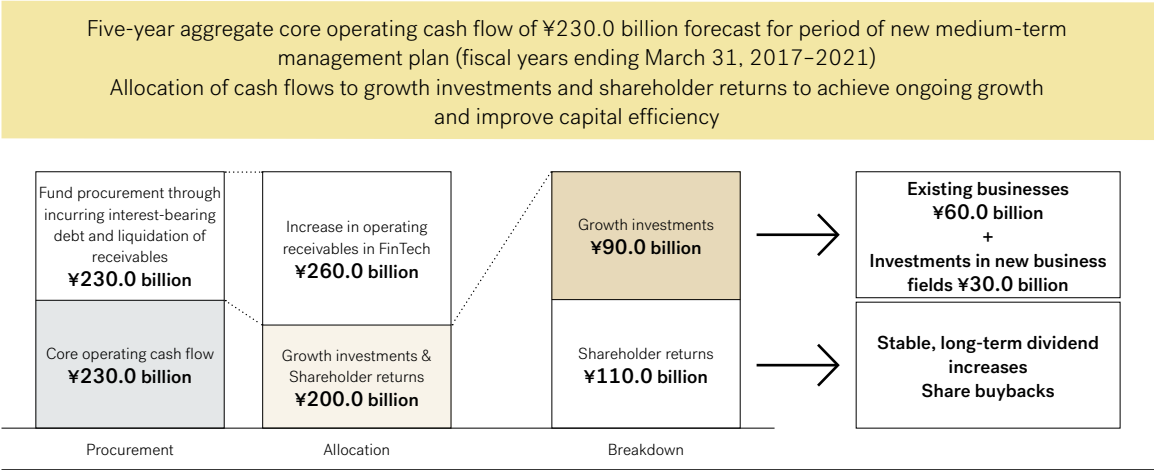 Five-year aggregate core operating cash flow of ¥230.0 billion forecast for period of new medium-term
management plan (fiscal years ending March 31, 2017–2021)
Allocation of cash flows to growth investments and shareholder returns to achieve ongoing growth
and improve capital efficiency
Fund procurement through
incurring interest-bearing
debt and liquidation of
receivables
¥230.0 billion
Core operating cash flow
¥230.0 billion
Increase in operating
receivables in FinTech
¥260.0 billion
Growth investments &
Shareholder returns
¥200.0 billion
Growth investments
¥90.0 billion
Shareholder returns
¥110.0 billion
Existing businesses
¥60.0 billion
+
Investments in new business
fields ¥30.0 billion
Stable, long-term dividend
increases
Share buybacks
Procurement
Allocation
Breakdown